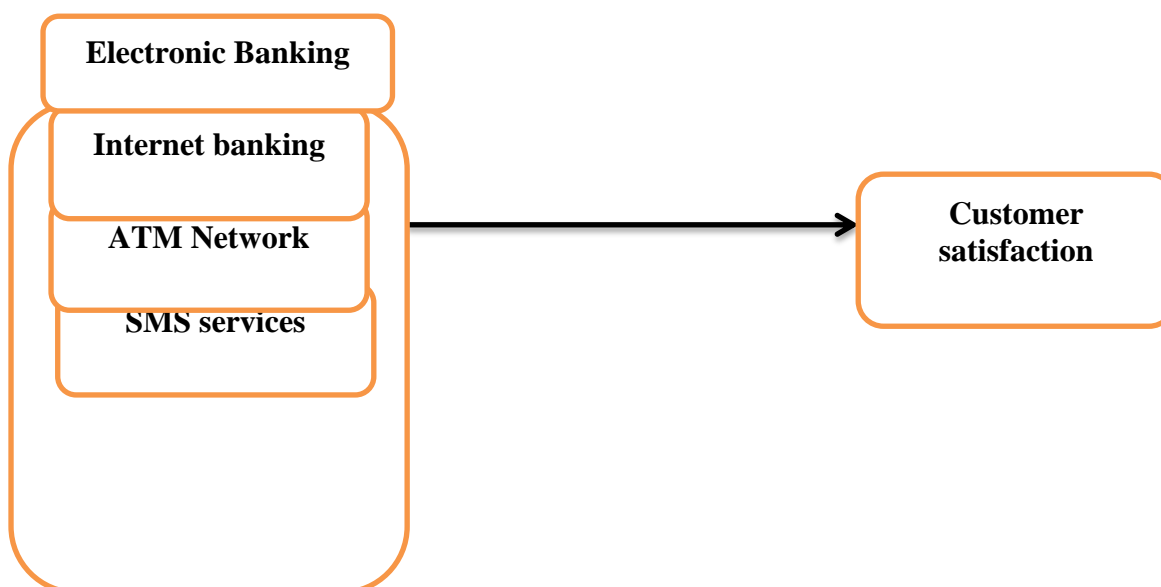 Electronic Banking
Internet banking
ATM Network
SMS services
Customer
satisfaction